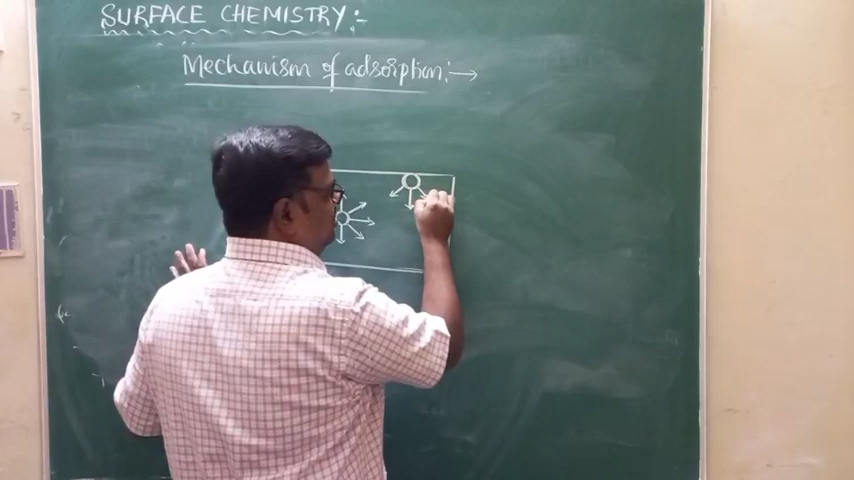 SURFACE CHEMISTRY :-
Mechanism of adsorption :→